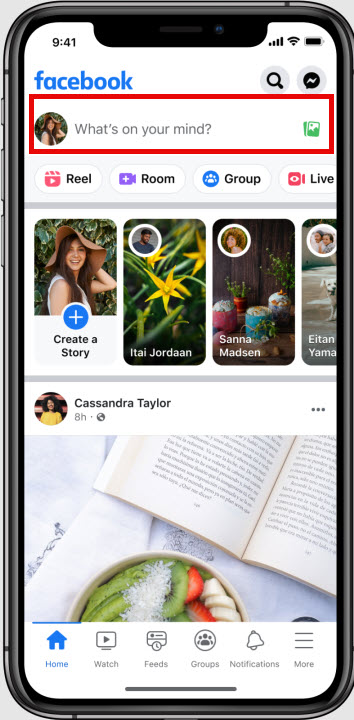 9:41
facebook
What's on your mind?
Reel
Room
Group
Live
Create a
Story
Itai Jordaan
Sanna
Madsen
Eitan
Yama
Cassandra Taylor
8h ·
Home
Watch
Feeds
Groups
Notifications
More